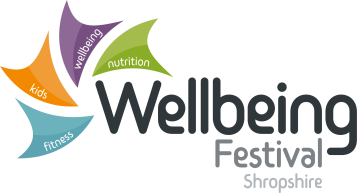 wellbeing
nutrition
kids
fitness
Wellbeing
Festival
Shropshire